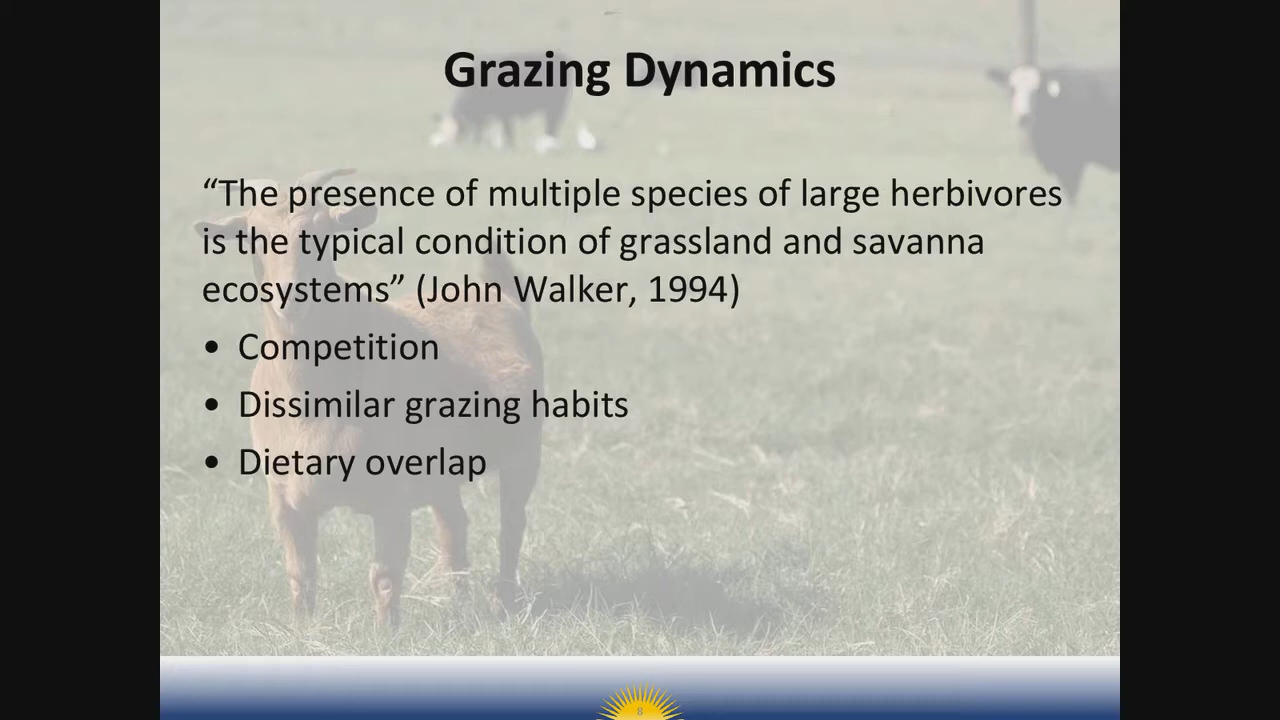 Grazing Dynamics
“The presence of multiple species of large herbivores
is the typical condition of grassland and savanna
ecosystems” (John Walker, 1994)
• Competition
• Dissimilar grazing habits
• Dietary overlap
8